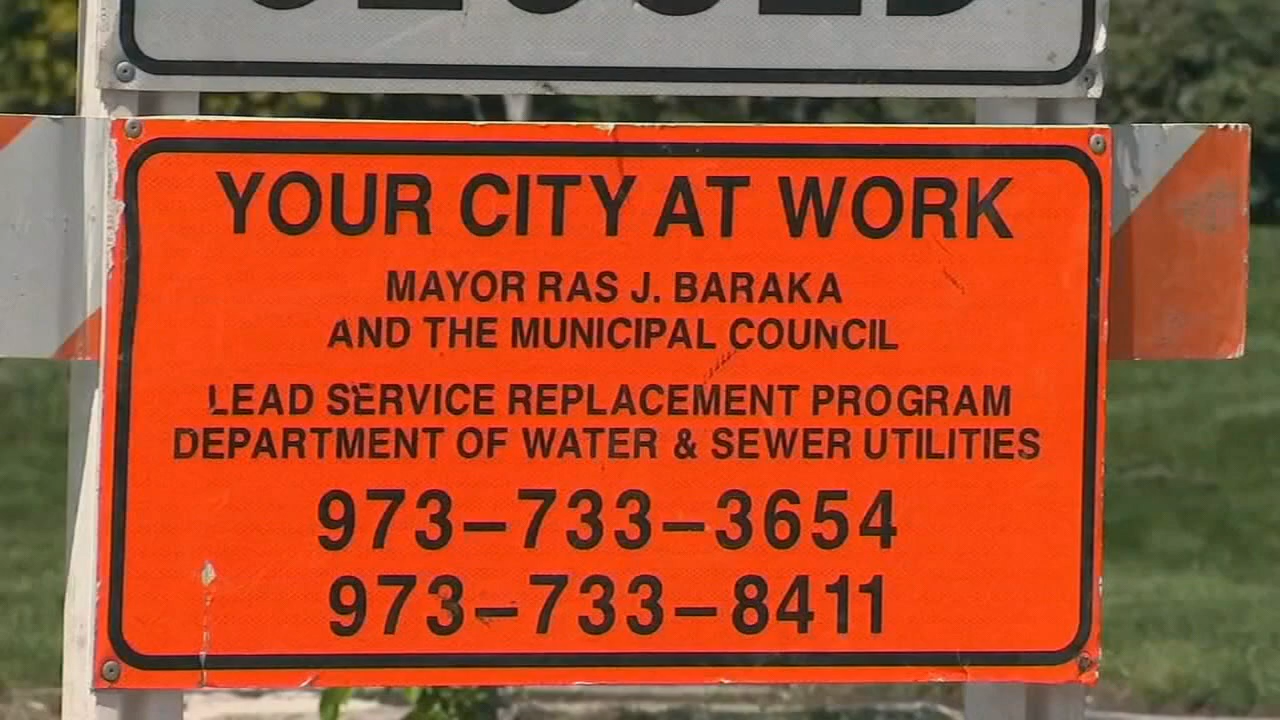 CLOSED
YOUR CITY AT WORK
MAYOR RAS J. BARAKA
AND THE MUNICIPAL COUNCIL
LEAD SERVICE REPLACEMENT PROGRAM
DEPARTMENT OF WATER & SEWER UTILITIES
973–733–3654
973–733–8411